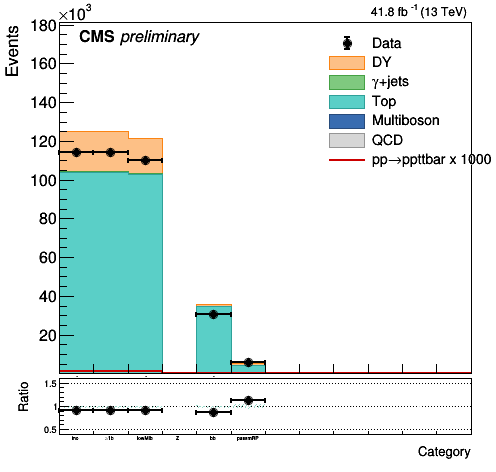 ×10³
41.8 fb⁻¹ (13 TeV)
CMS preliminary
Events
180
160
140
120
100
80
60
40
20
Data
DY
γ+jets
Top
Multiboson
QCD
pp→ppttbar x 1000
Ratio
1.5
1
0.5
inc ≥1b lowMlb Z bb passmRP
Category